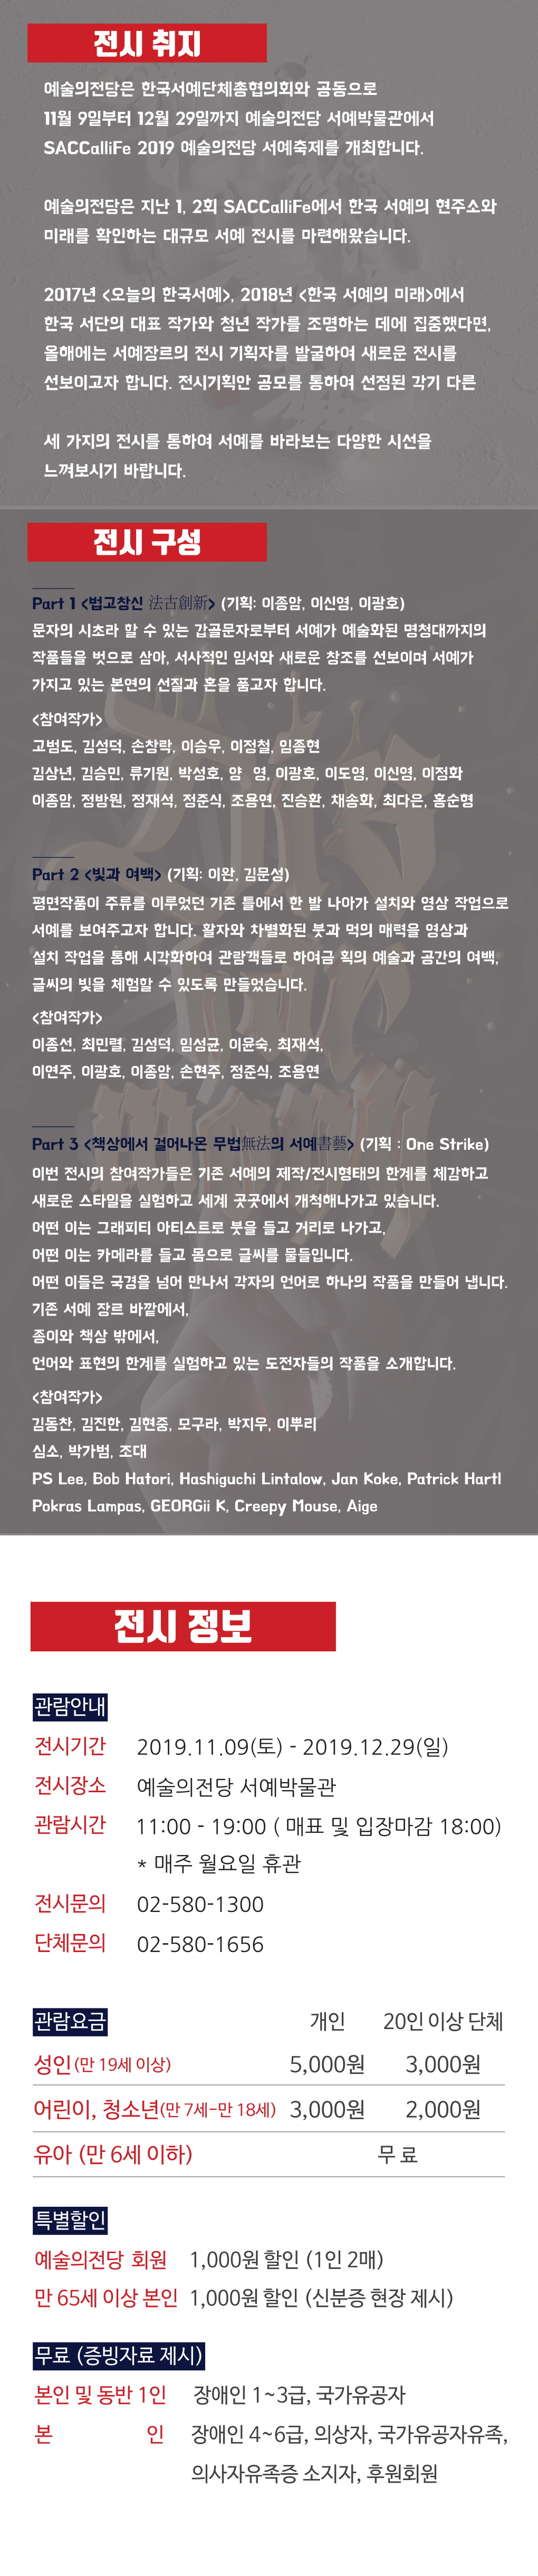 전시 취지
예술의전당은 한국서예단체총협의회와 공동으로
11월 9일부터 12월 29일까지 예술의전당 서예박물관에서
SACCalliFe 2019 예술의전당 서예축제를 개최합니다.
예술의전당은 지난 1, 2회 SACCalliFe에서 한국 서예의 현주소와
미래를 확인하는 대규모 서예 전시를 마련해왔습니다.
2017년 <오늘의 한국서예>, 2018년 <한국 서예의 미래>에서
한국 서단의 대표 작가와 청년 작가를 조명하는 데에 집중했다면,
올해에는 서예장르의 전시 기획자를 발굴하여 새로운 전시를
선보이고자 합니다. 전시기획안 공모를 통하여 선정된 각기 다른
세 가지의 전시를 통하여 서예를 바라보는 다양한 시선을
느껴보시기 바랍니다.
전시 구성
Part 1 <법고창신 法古創新> (기획: 이종암, 이신영, 이광호)
문자의 시초라 할 수 있는 갑골문자로부터 서예가 예술화된 명청대까지의
작품들을 벗으로 삼아, 서사적인 임서와 새로운 창조를 선보이며 서예가
가지고 있는 본연의 선질과 혼을 품고자 합니다.
<참여작가>
고범도, 김성덕, 손창락, 이승우, 이점철, 임종현
김상년, 김승민, 류기원, 박성호, 양 영, 이광호, 이도영, 이신영, 이정화
이종암, 정방원, 정재석, 정준식, 조용연, 진승환, 채송화, 최다은, 홍순형
Part 2 <빛과 여백> (기획: 이완, 김문성)
평면작품이 주류를 이루었던 기존 틀에서 한 발 나아가 설치와 영상 작업으로
서예를 보여주고자 합니다. 활자와 차별화된 붓과 먹의 매력을 영상과
설치 작업을 통해 시각화하여 관람객들로 하여금 획의 예술과 공간의 여백,
글씨의 빛을 체험할 수 있도록 만들었습니다.
<참여작가>
이종선, 최민렬, 김성덕, 임성균, 이윤숙, 최재석,
이연주, 이광호, 이종암, 손현주, 정준식, 조용연
Part 3 <책상에서 걸어나온 무법無法의 서예書藝> (기획 : One Strike)
이번 전시의 참여작가들은 기존 서예의 제작/전시형태의 한계를 체감하고
새로운 스타일을 실험하고 세계 곳곳에서 개척해나가고 있습니다.
어떤 이는 그래피티 아티스트로 붓을 들고 거리로 나가고,
어떤 이는 카메라를 들고 몸으로 글씨를 물들입니다.
어떤 이들은 국경을 넘어 만나서 각자의 언어로 하나의 작품을 만들어 냅니다.
기존 서예 장르 바깥에서,
종이와 책상 밖에서,
언어와 표현의 한계를 실험하고 있는 도전자들의 작품을 소개합니다.
<참여작가>
김동찬, 김진한, 김현중, 모구라, 박지우, 이뿌리
심소, 박가범, 조대
PS Lee, Bob Hatori, Hashiguchi Lintalow, Jan Koke, Patrick Hartl
Pokras Lampas, GEORGii K, Creepy Mouse, Aige
전시 정보
관람안내
전시기간 2019.11.09(토) - 2019.12.29(일)
전시장소 예술의전당 서예박물관
관람시간 11:00 - 19:00 ( 매표 및 입장마감 18:00)
* 매주 월요일 휴관
전시문의 02-580-1300
단체문의 02-580-1656
관람요금 개인 20인 이상 단체
성인(만 19세 이상) 5,000원 3,000원
어린이, 청소년(만 7세-만 18세) 3,000원 2,000원
유아 (만 6세 이하) 무 료
특별할인
예술의전당 회원 1,000원 할인 (1인 2매)
만 65세 이상 본인 1,000원 할인 (신분증 현장 제시)
무료 (증빙자료 제시)
본인 및 동반 1인 장애인 1~3급, 국가유공자
본 인 장애인 4~6급, 의상자, 국가유공자유족,
의사자유족증 소지자, 후원회원